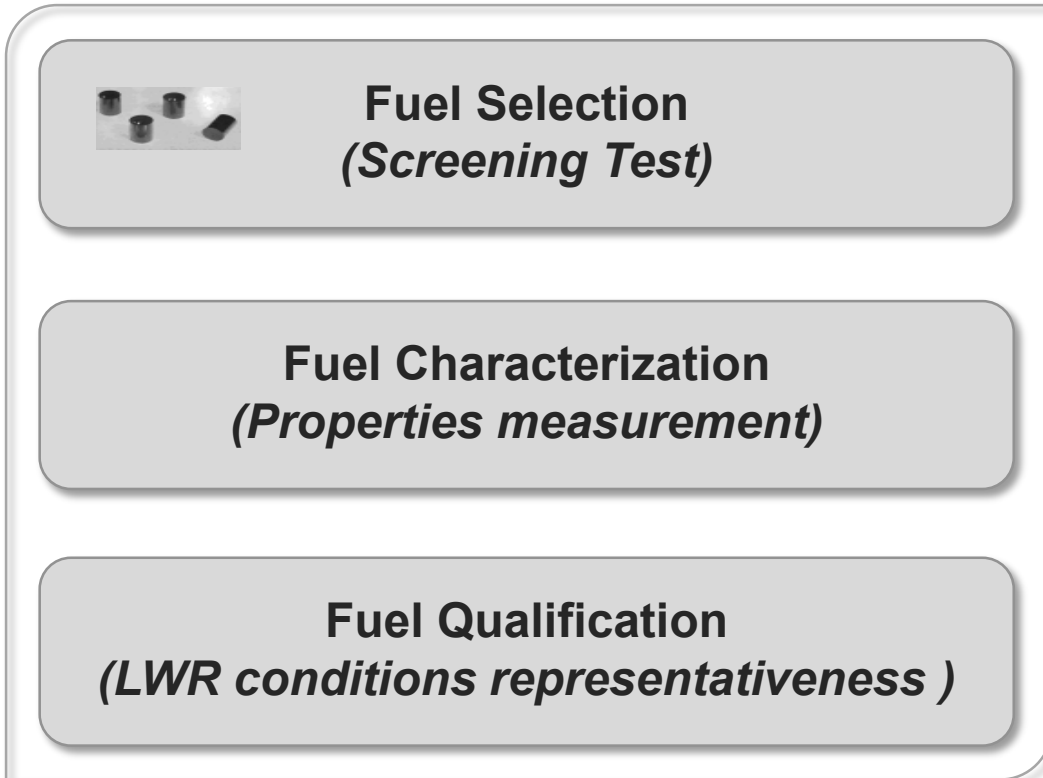 Fuel Selection
(Screening Test)
Fuel Characterization
(Properties measurement)
Fuel Qualification
(LWR conditions representativeness )